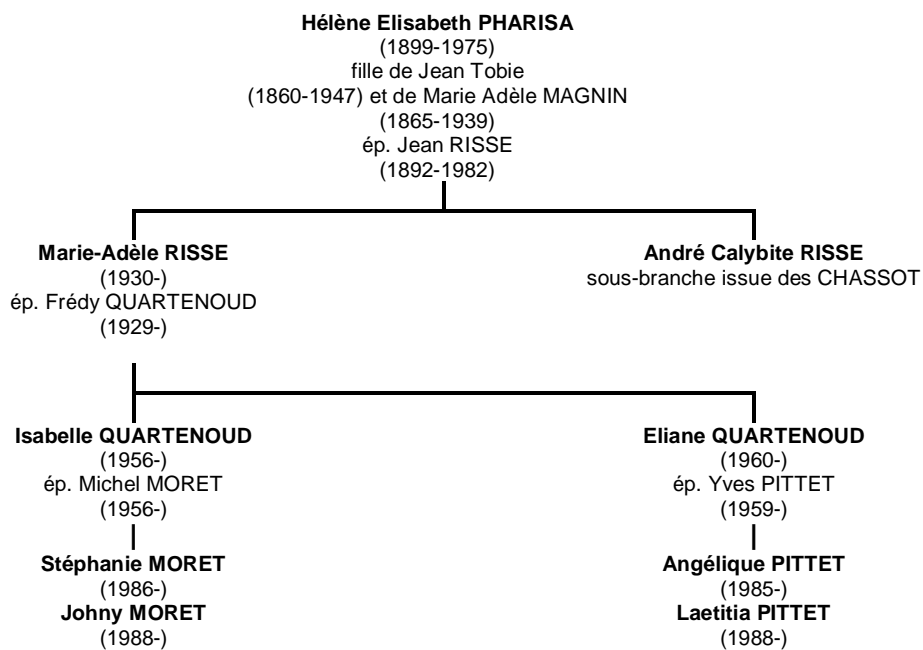 Hélène Elisabeth PHARISA
(1899-1975)
fille de Jean Tobie
(1860-1947) et de Marie Adèle MAGNIN
(1865-1939)
ép. Jean RISSE
(1892-1982)
Marie-Adèle RISSE
(1930-)
ép. Frédy QUARTENOUD
(1929-)
André Calybite RISSE
sous-branche issue des CHASSOT
Isabelle QUARTENOUD
(1956-)
ép. Michel MORET
(1956-)
Eliane QUARTENOUD
(1960-)
ép. Yves PITTET
(1959-)
Stéphanie MORET
(1986-)
Johny MORET
(1988-)
Angélique PITTET
(1985-)
Laetitia PITTET
(1988-)